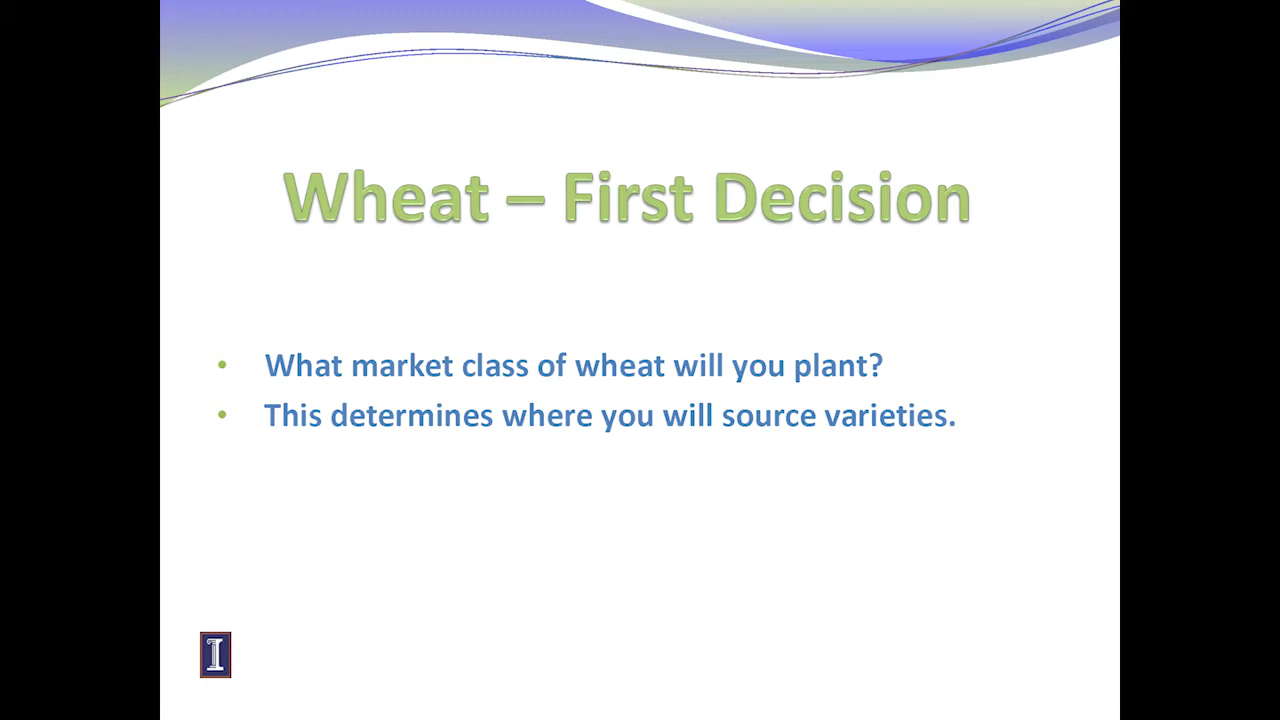 Wheat – First Decision
• What market class of wheat will you plant?
• This determines where you will source varieties.
I